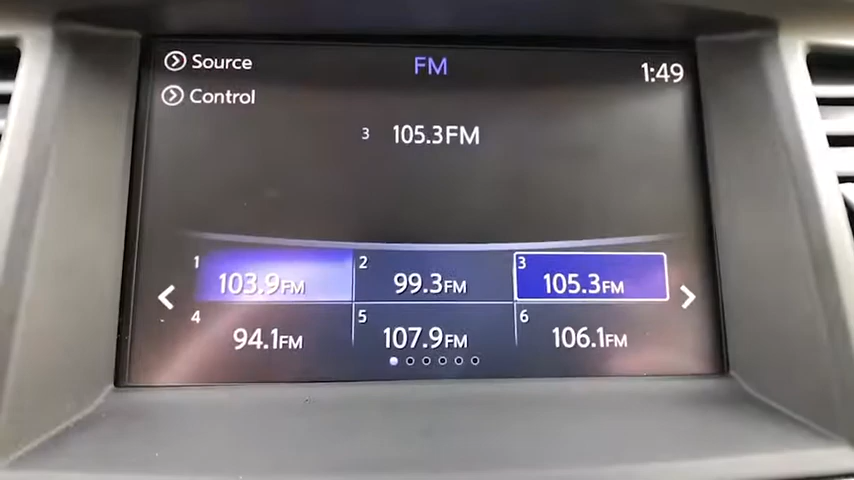 Source
FM
1:49
Control
3 105.3FM
1 103.9FM
2 99.3FM
3 105.3FM
4 94.1FM
5 107.9FM
6 106.1FM